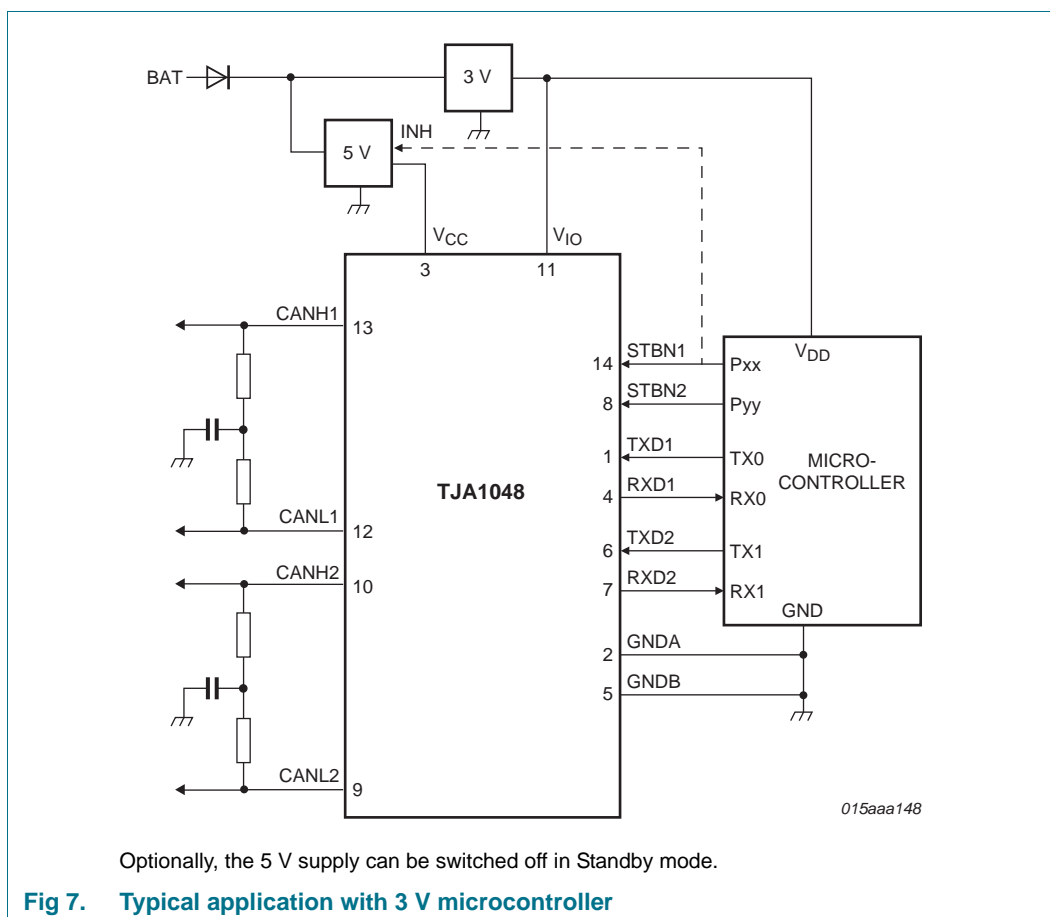 BAT
3 V
INH
5 V
VCC
VIO
3
11
CANH1
13
CANL1
12
CANH2
10
CANL2
9
TJA1048
14 STBN1
8 STBN2
1 TXD1
4 RXD1
6 TXD2
7 RXD2
2 GNDA
5 GNDB
VDD
Pxx
Pyy
TX0
MICRO-
CONTROLLER
RX0
TX1
RX1
GND
015aaa148
Optionally, the 5 V supply can be switched off in Standby mode.
Fig 7. Typical application with 3 V microcontroller